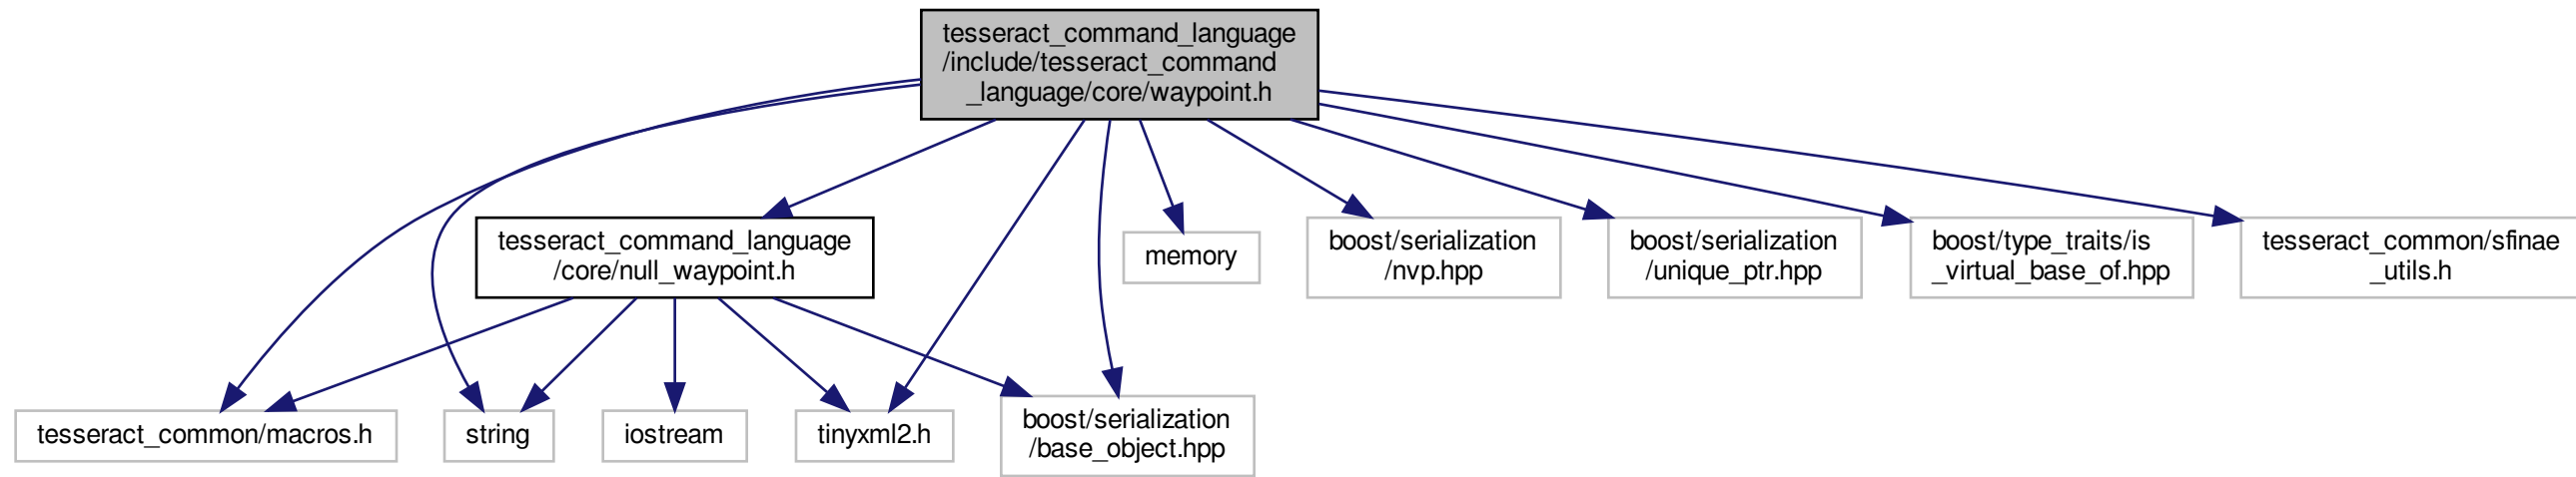 tesseract_command_language
/include/tesseract_command
_language/core/waypoint.h
tesseract_command_language
/core/null_waypoint.h
memory
boost/serialization
/nvp.hpp
boost/serialization
/unique_ptr.hpp
boost/type_traits/is
_virtual_base_of.hpp
tesseract_common/sfinae
_utils.h
tesseract_common/macros.h
string
iostream
tinyxml2.h
boost/serialization
/base_object.hpp